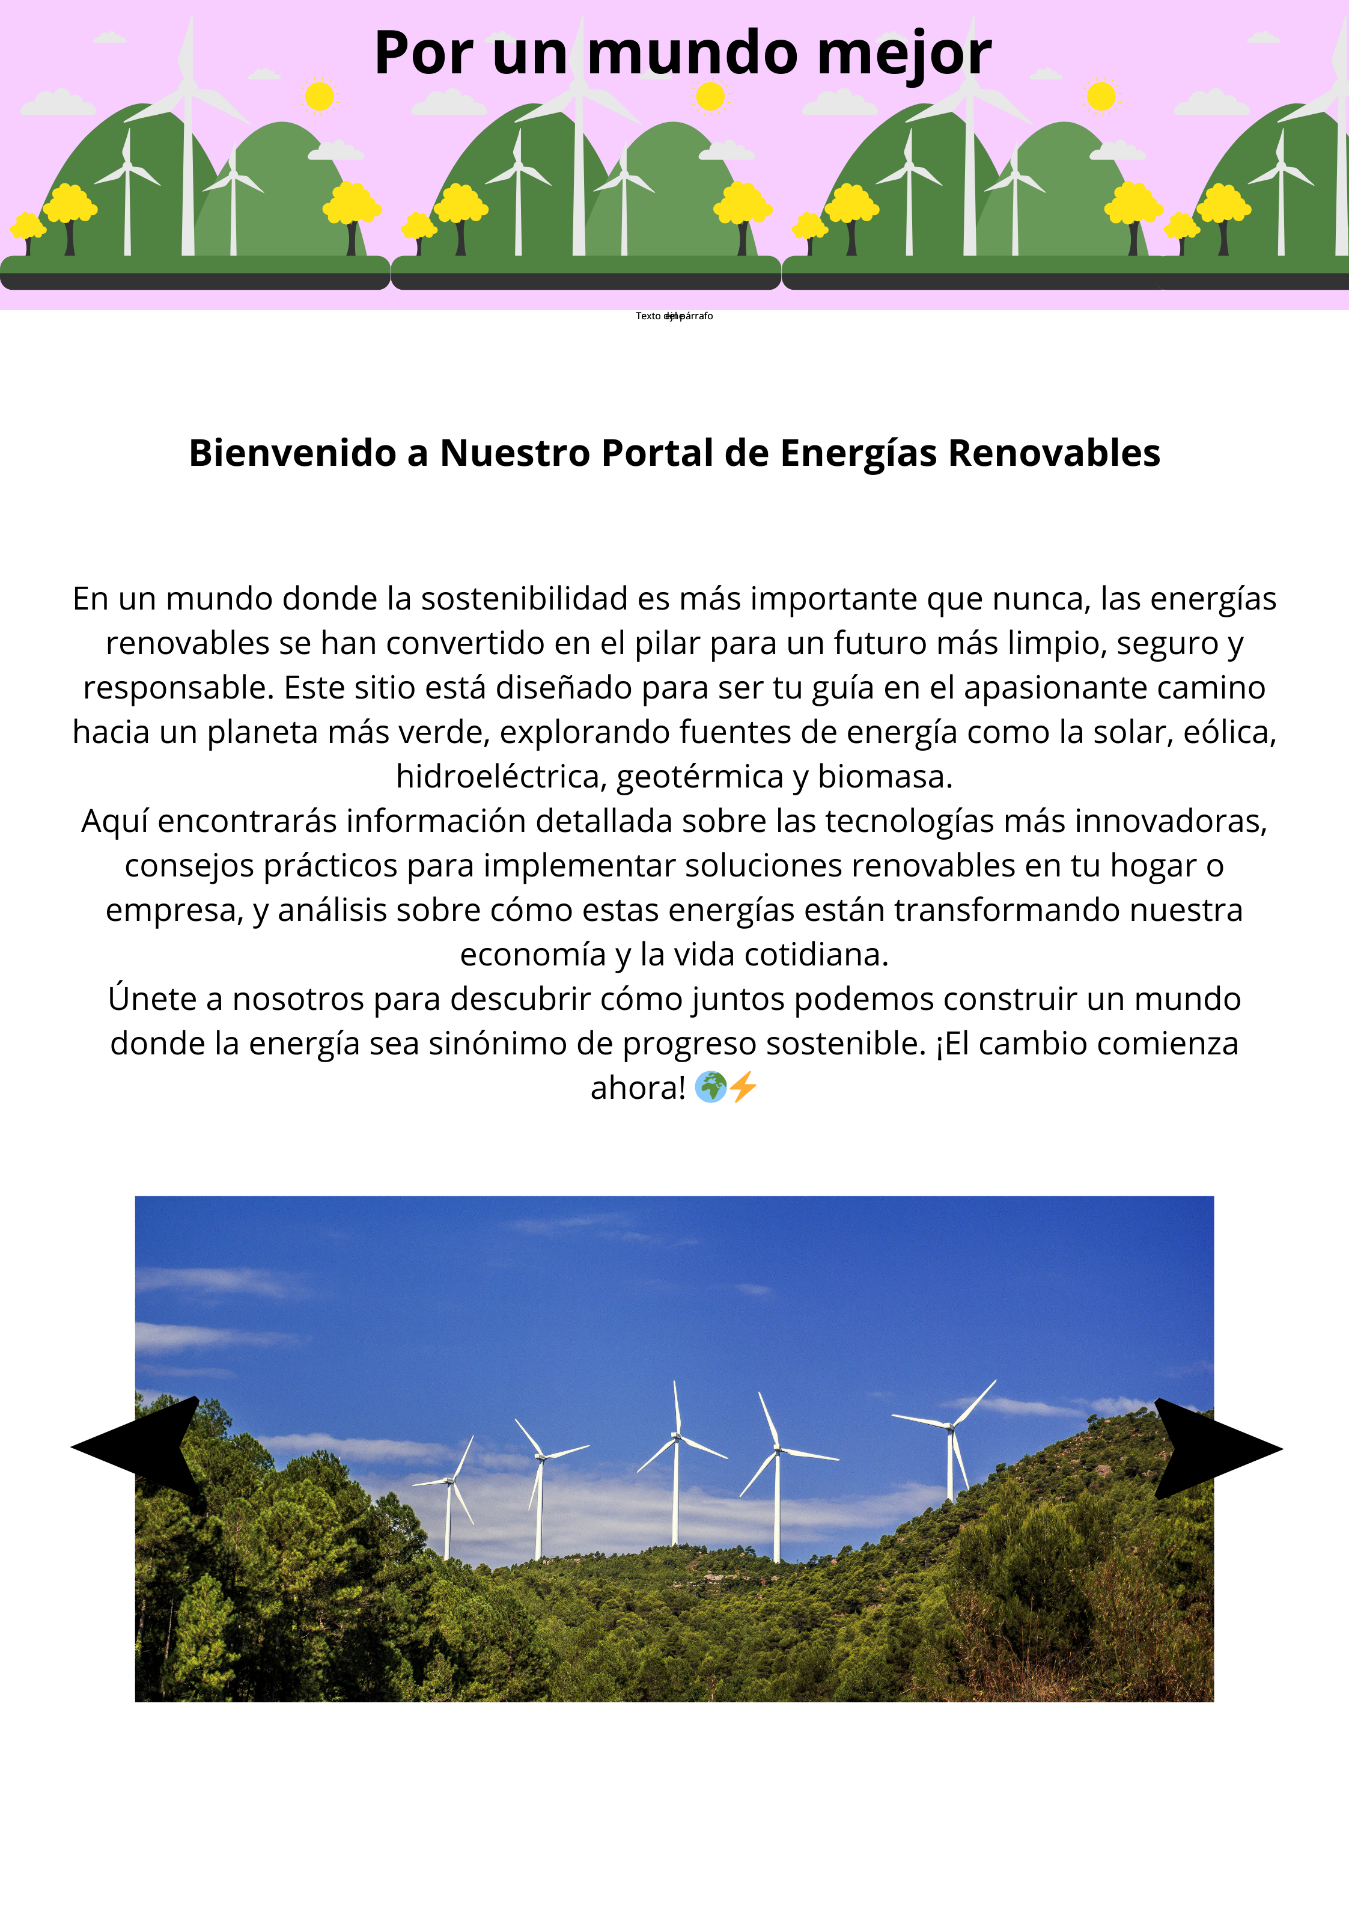 Por un mundo mejor
Texto del párrafo
Bienvenido a Nuestro Portal de Energías Renovables
En un mundo donde la sostenibilidad es más importante que nunca, las energías
renovables se han convertido en el pilar para un futuro más limpio, seguro y
responsable. Este sitio está diseñado para ser tu guía en el apasionante camino
hacia un planeta más verde, explorando fuentes de energía como la solar, eólica,
hidroeléctrica, geotérmica y biomasa.
Aquí encontrarás información detallada sobre las tecnologías más innovadoras,
consejos prácticos para implementar soluciones renovables en tu hogar o
empresa, y análisis sobre cómo estas energías están transformando nuestra
economía y la vida cotidiana.
Únete a nosotros para descubrir cómo juntos podemos construir un mundo
donde la energía sea sinónimo de progreso sostenible. ¡El cambio comienza
ahora! 🌍⚡